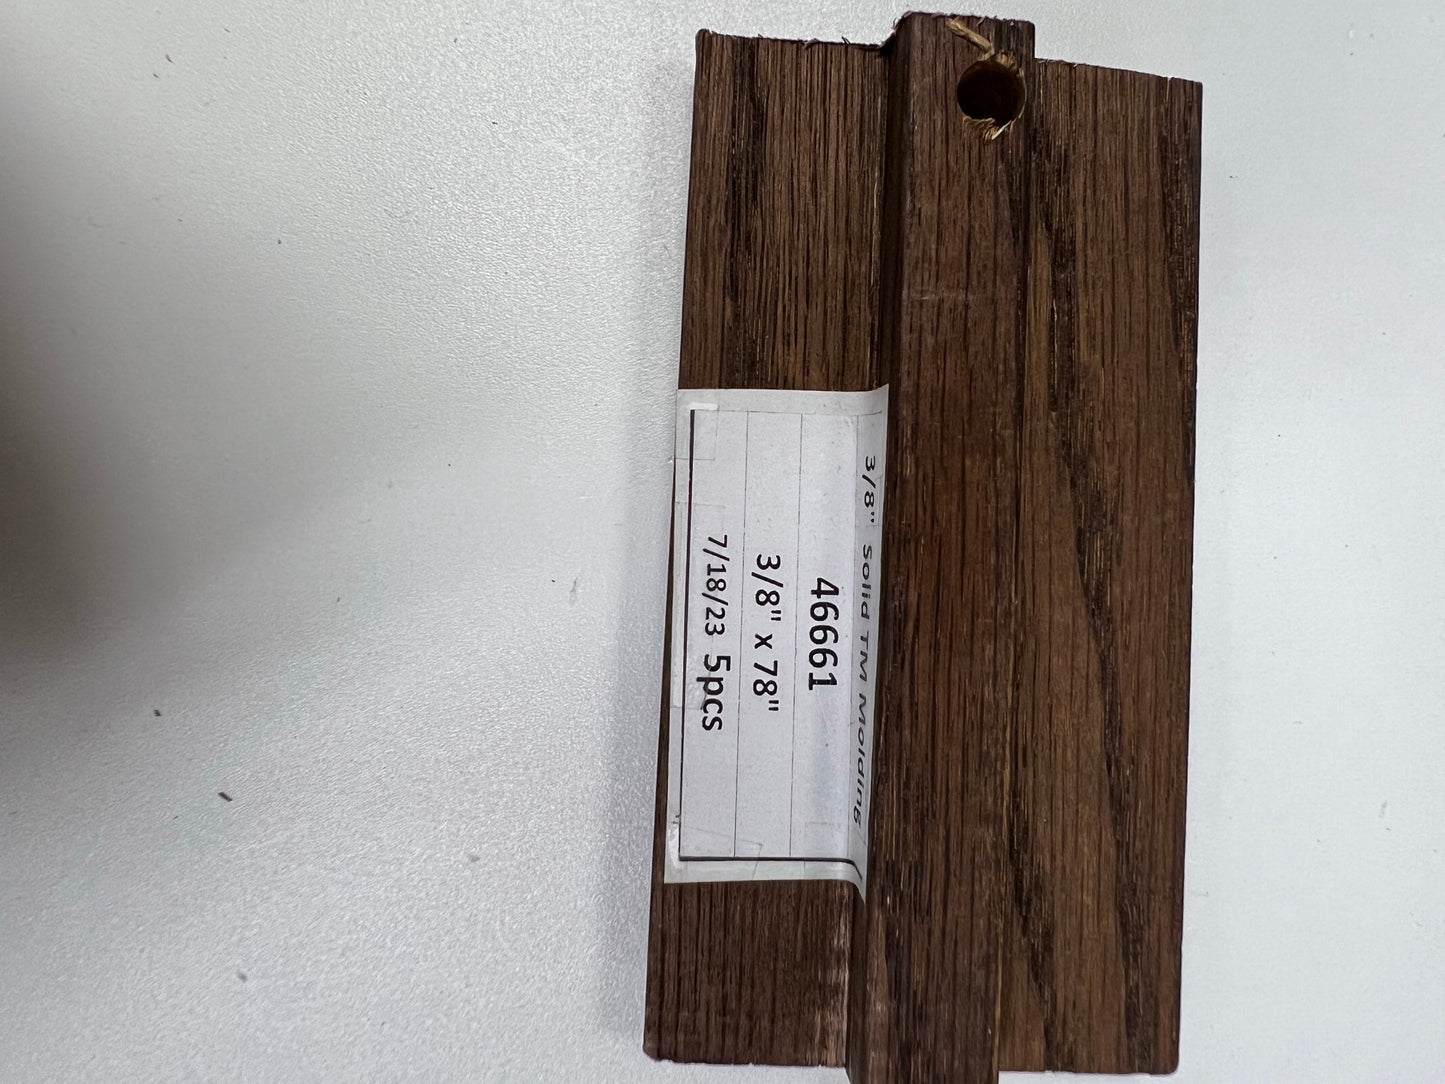 3/8" Solid TM Molding
46661
3/8" x 78"
7/18/23 5pcs